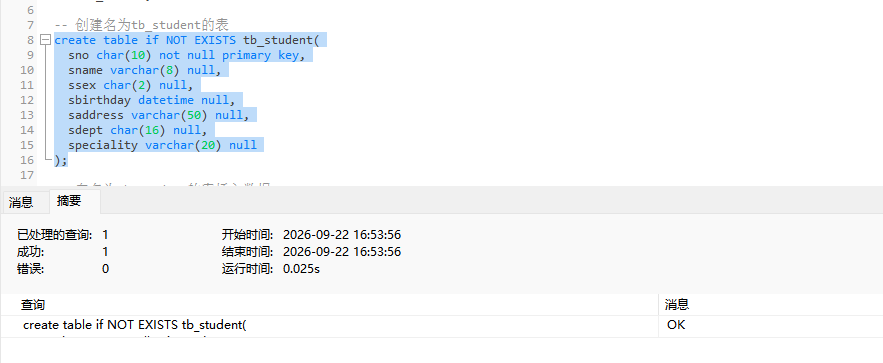 6
7 -- 创建名为tb_student的表
8 create table if NOT EXISTS tb_student(
9 sno char(10) not null primary key,
10 sname varchar(8) null,
11 ssex char(2) null,
12 sbirthday datetime null,
13 saddress varchar(50) null,
14 sdept char(16) null,
15 speciality varchar(20) null
16 );
17
消息 摘要
已处理的查询: 1 开始时间: 2026-09-22 16:53:56
成功: 1 结束时间: 2026-09-22 16:53:56
错误: 0 运行时间: 0.025s
查询 消息
create table if NOT EXISTS tb_student( OK